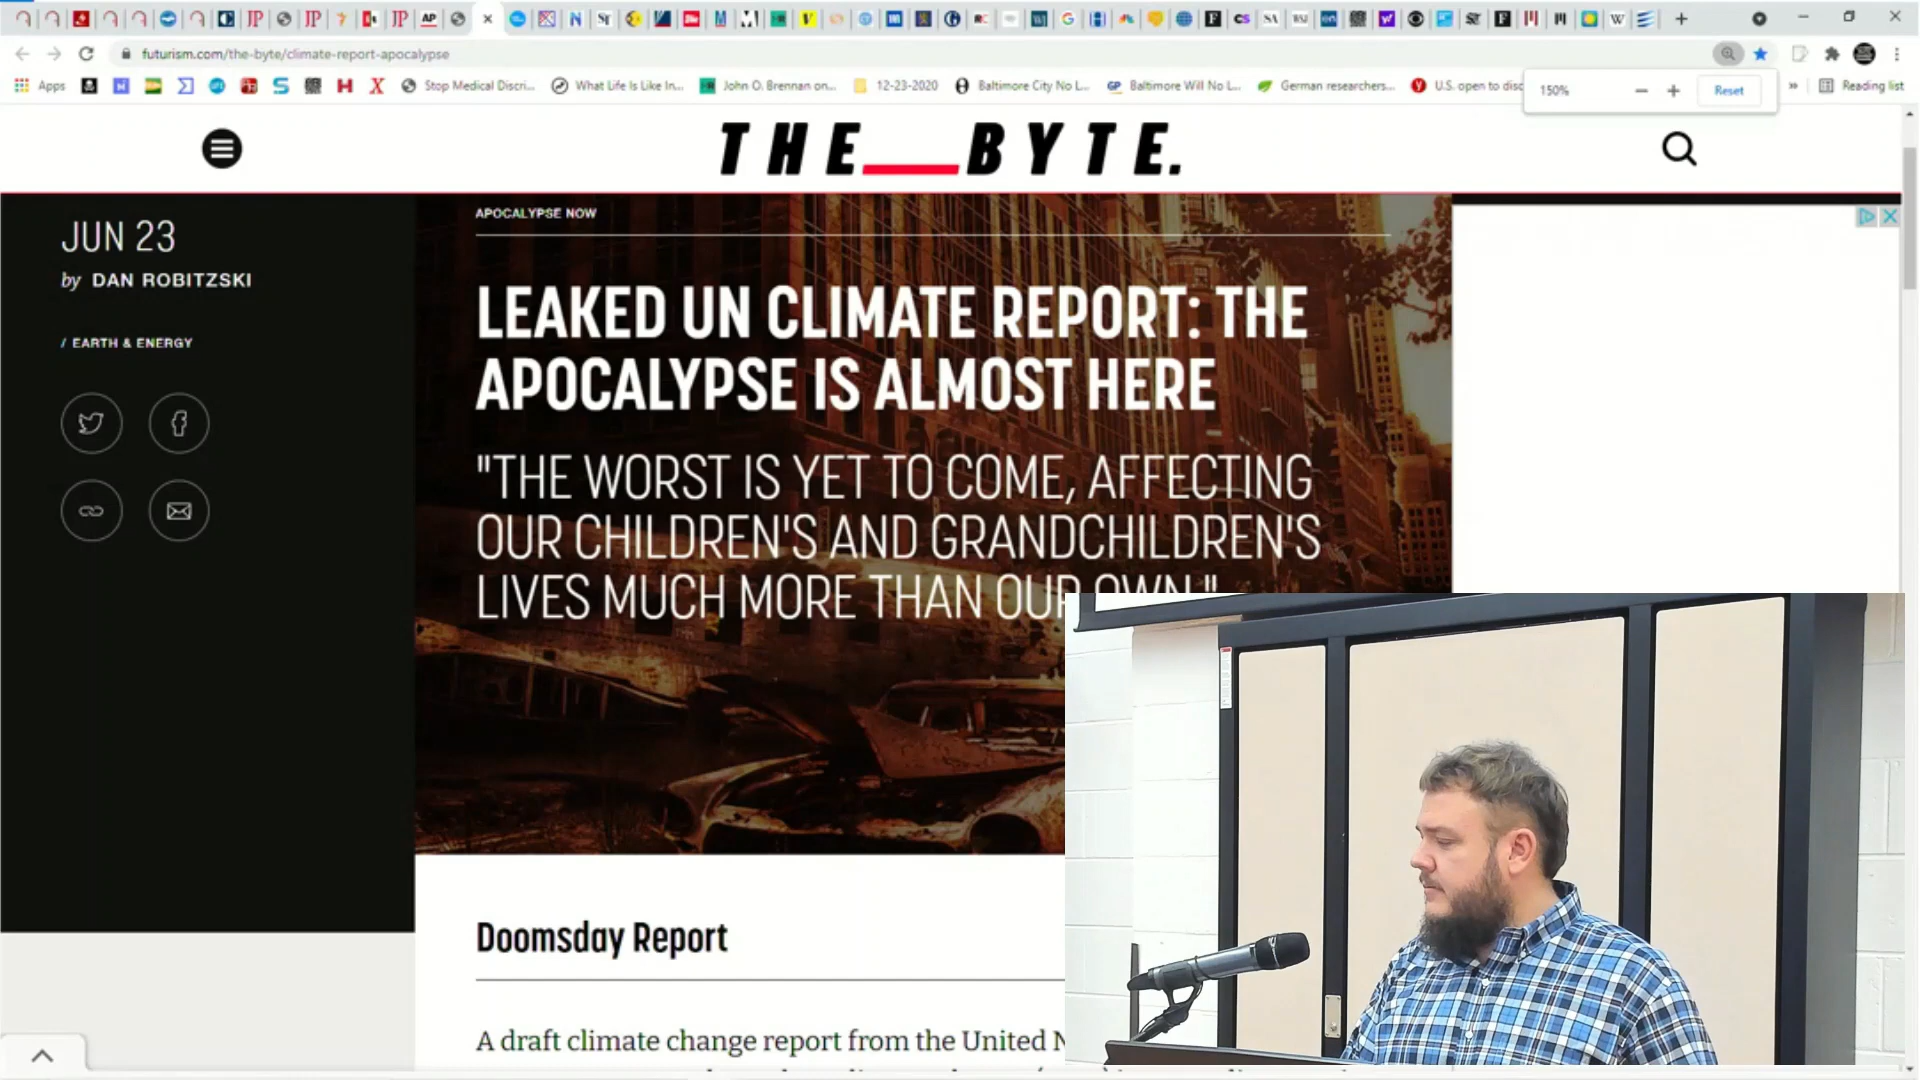 futurism.com/the-byte/climate-report-apocalypse
Apps
Stop Medical Discri...
What Life Is Like In...
John O. Brennan on...
12-23-2020
Baltimore City No L...
Baltimore Will No L...
German researchers...
U.S. open to disc
Reading list
150%
Reset
THE__BYTE.
JUN 23
by DAN ROBITZSKI
/ EARTH & ENERGY
APOCALYPSE NOW
LEAKED UN CLIMATE REPORT: THE
APOCALYPSE IS ALMOST HERE
"THE WORST IS YET TO COME, AFFECTING
OUR CHILDREN'S AND GRANDCHILDREN'S
LIVES MUCH MORE THAN OUR OWN."
Doomsday Report
A draft climate change report from the United N